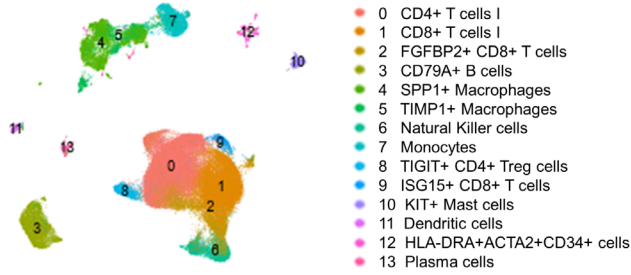 7
4
5
12
10
11
13
9
0
8
1
2
3
6
0 CD4+ T cells I
1 CD8+ T cells I
2 FGFBP2+ CD8+ T cells
3 CD79A+ B cells
4 SPP1+ Macrophages
5 TIMP1+ Macrophages
6 Natural Killer cells
7 Monocytes
8 TIGIT+ CD4+ Treg cells
9 ISG15+ CD8+ T cells
10 KIT+ Mast cells
11 Dendritic cells
12 HLA-DRA+ACTA2+CD34+ cells
13 Plasma cells